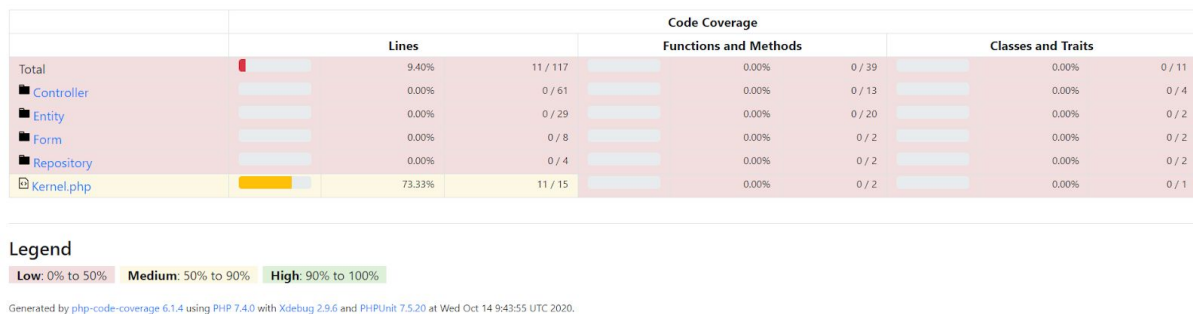 Code Coverage
Lines Functions and Methods Classes and Traits
Total 9.40% 11 / 117 0.00% 0 / 39 0.00% 0 / 11
Controller 0.00% 0 / 61 0.00% 0 / 13 0.00% 0 / 4
Entity 0.00% 0 / 29 0.00% 0 / 20 0.00% 0 / 2
Form 0.00% 0 / 8 0.00% 0 / 2 0.00% 0 / 2
Repository 0.00% 0 / 4 0.00% 0 / 2 0.00% 0 / 2
Kernel.php 73.33% 11 / 15 0.00% 0 / 2 0.00% 0 / 1
Legend
Low: 0% to 50% Medium: 50% to 90% High: 90% to 100%
Generated by php-code-coverage 6.1.4 using PHP 7.4.0 with Xdebug 2.9.6 and PHPUnit 7.5.20 at Wed Oct 14 9:43:55 UTC 2020.